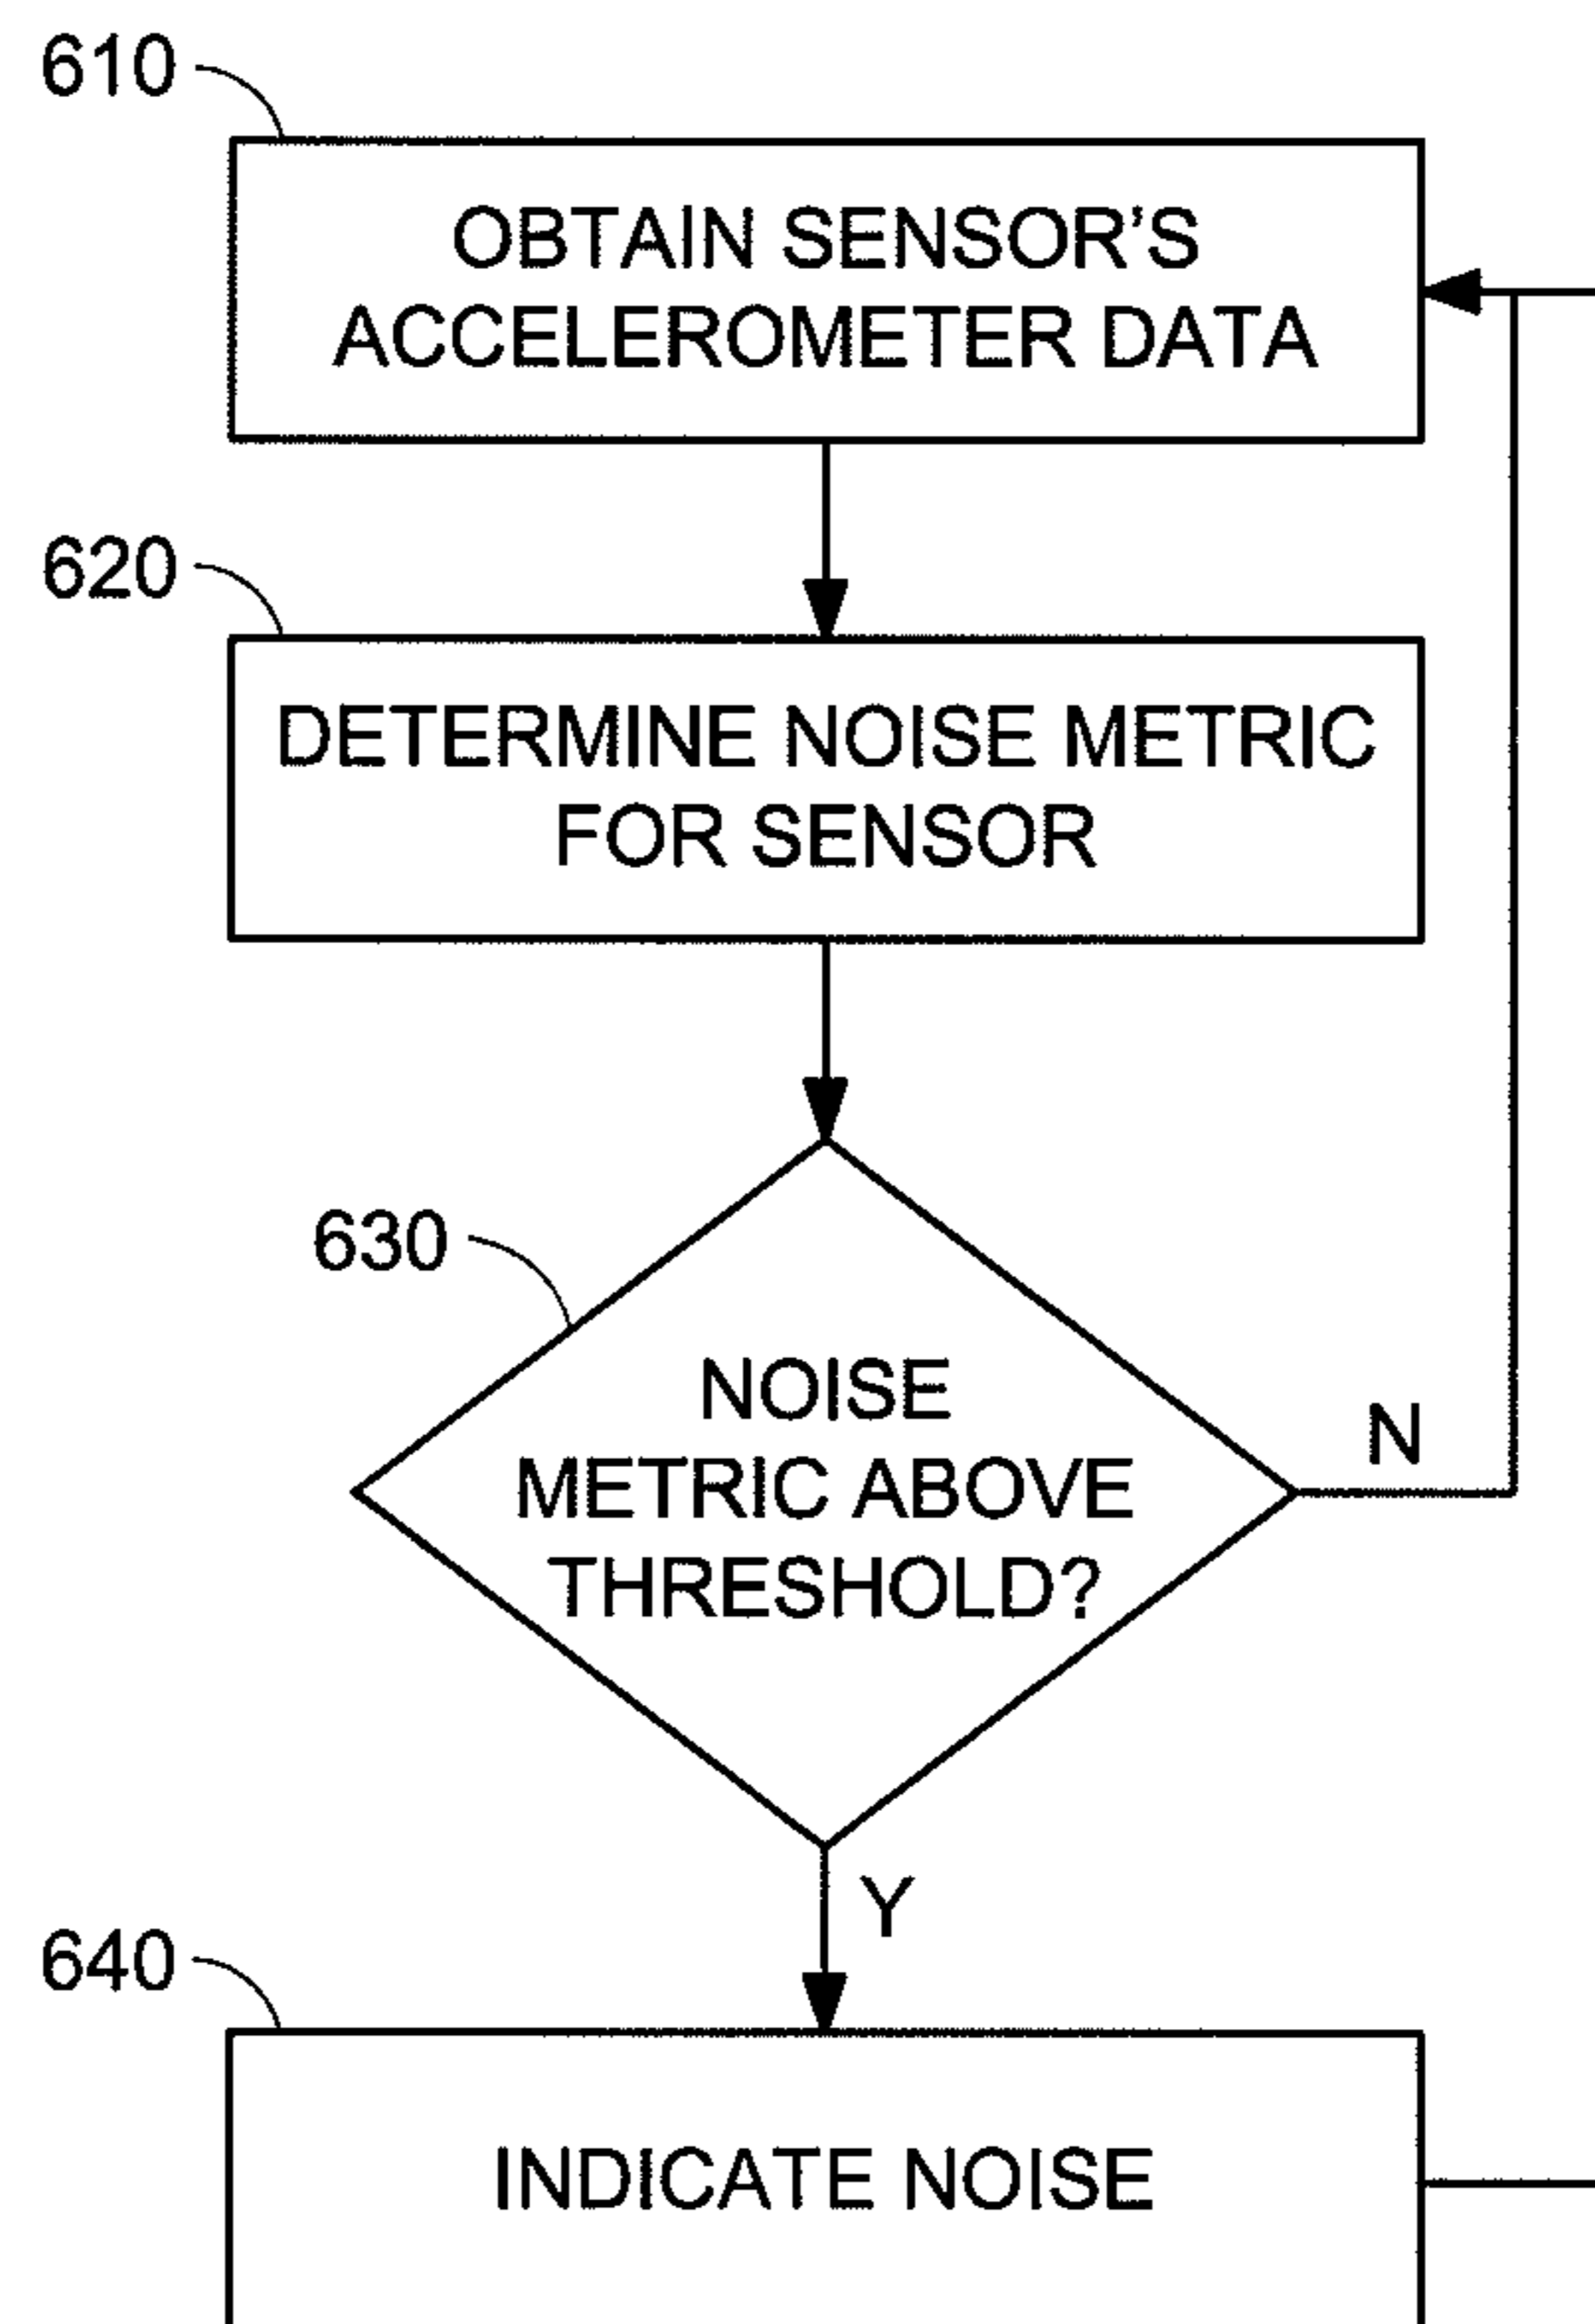 610
OBTAIN SENSOR'S
ACCELEROMETER DATA
620
DETERMINE NOISE METRIC
FOR SENSOR
630
NOISE
METRIC ABOVE
THRESHOLD?
N
Y
640
INDICATE NOISE